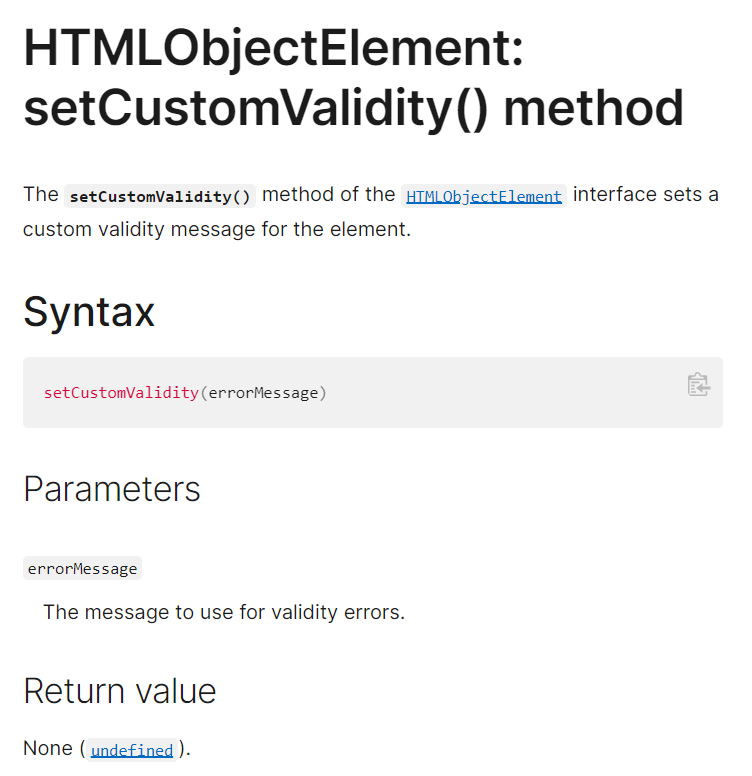 HTMLObjectElement:
setCustomValidity() method
The setCustomValidity() method of the HTMLObjectElement interface sets a
custom validity message for the element.
Syntax
setCustomValidity(errorMessage)
Parameters
errorMessage
The message to use for validity errors.
Return value
None (undefined).